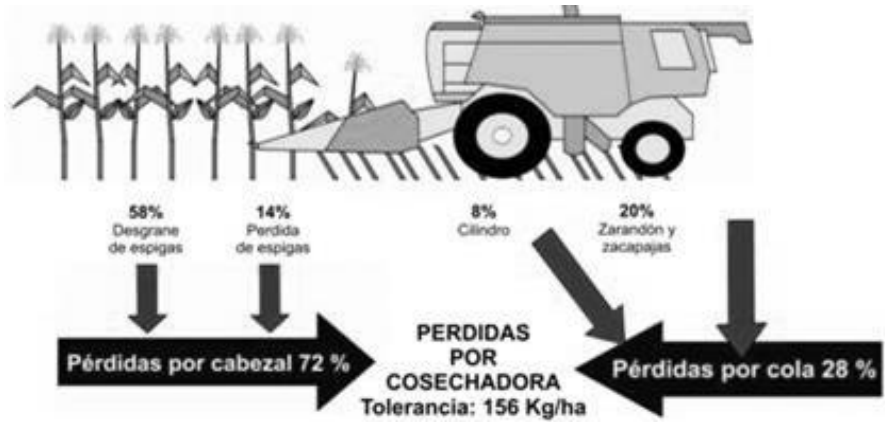 58%
Desgrane
de espigas
14%
Perdida
de espigas
8%
Cilindro
20%
Zarandón y
zacapajas
Pérdidas por cabezal 72 %
PERDIDAS
POR
COSECHADORA
Tolerancia: 156 Kg/ha
Pérdidas por cola 28 %